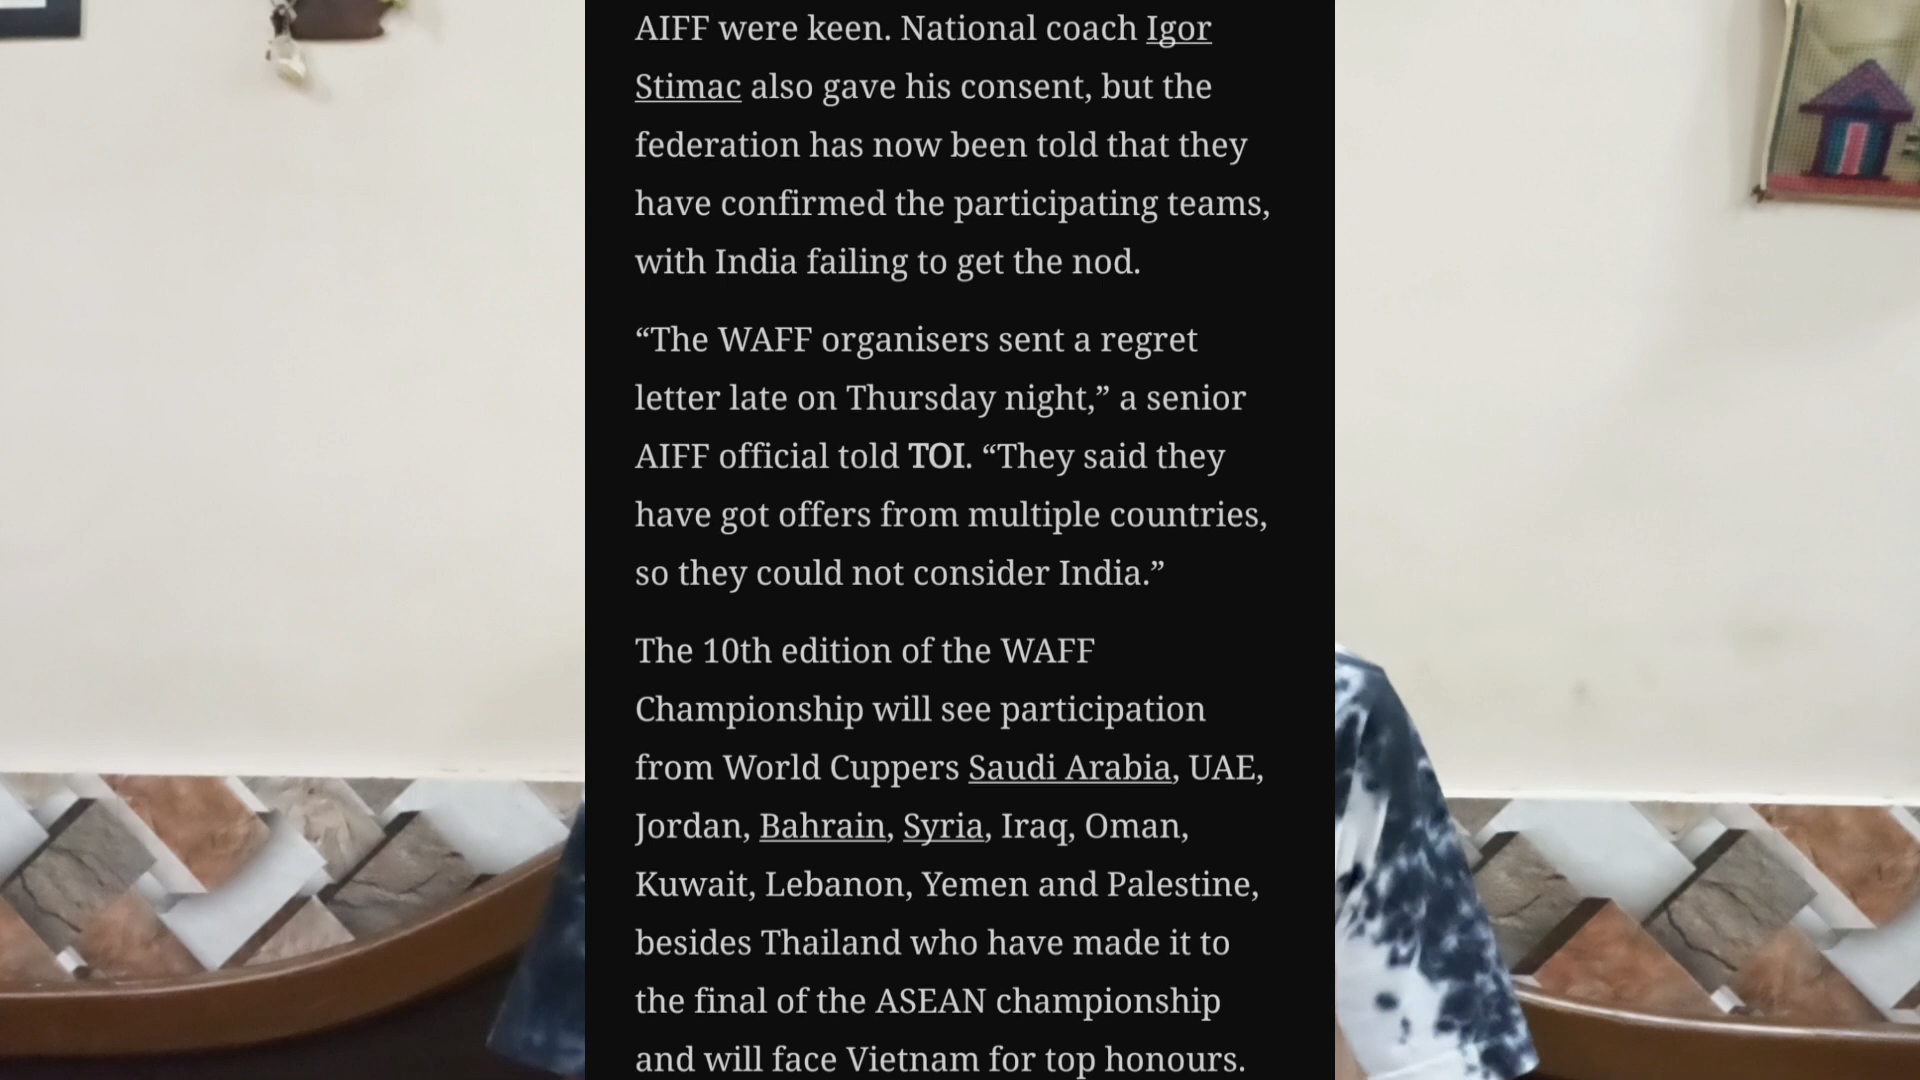 AIFF were keen. National coach Igor
Stimac also gave his consent, but the
federation has now been told that they
have confirmed the participating teams,
with India failing to get the nod.
“The WAFF organisers sent a regret
letter late on Thursday night,” a senior
AIFF official told TOI. “They said they
have got offers from multiple countries,
so they could not consider India.”
The 10th edition of the WAFF
Championship will see participation
from World Cuppers Saudi Arabia, UAE,
Jordan, Bahrain, Syria, Iraq, Oman,
Kuwait, Lebanon, Yemen and Palestine,
besides Thailand who have made it to
the final of the ASEAN championship
and will face Vietnam for top honours.